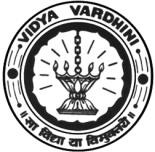 VIDYA VARDHINI
॥ सा विद्या या विमुक्तये ॥